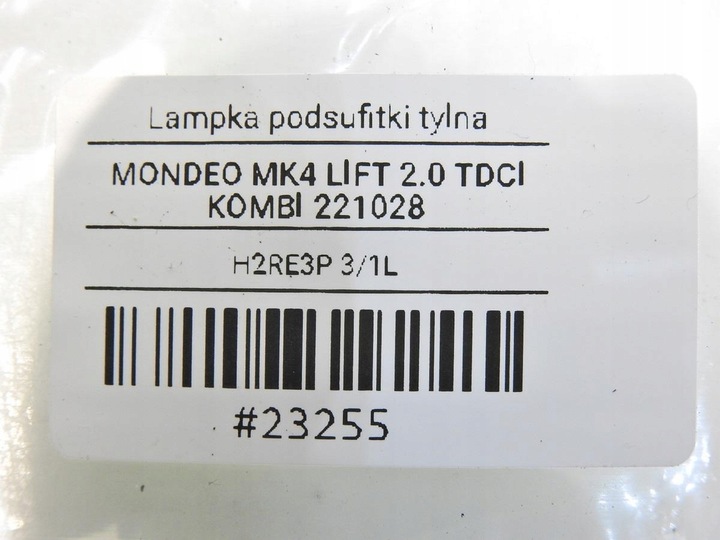 Lampka podsufitki tylna
MONDEO MK4 LIFT 2.0 TDCI
KOMBI 221028
H2RE3P 3/1L
#23255